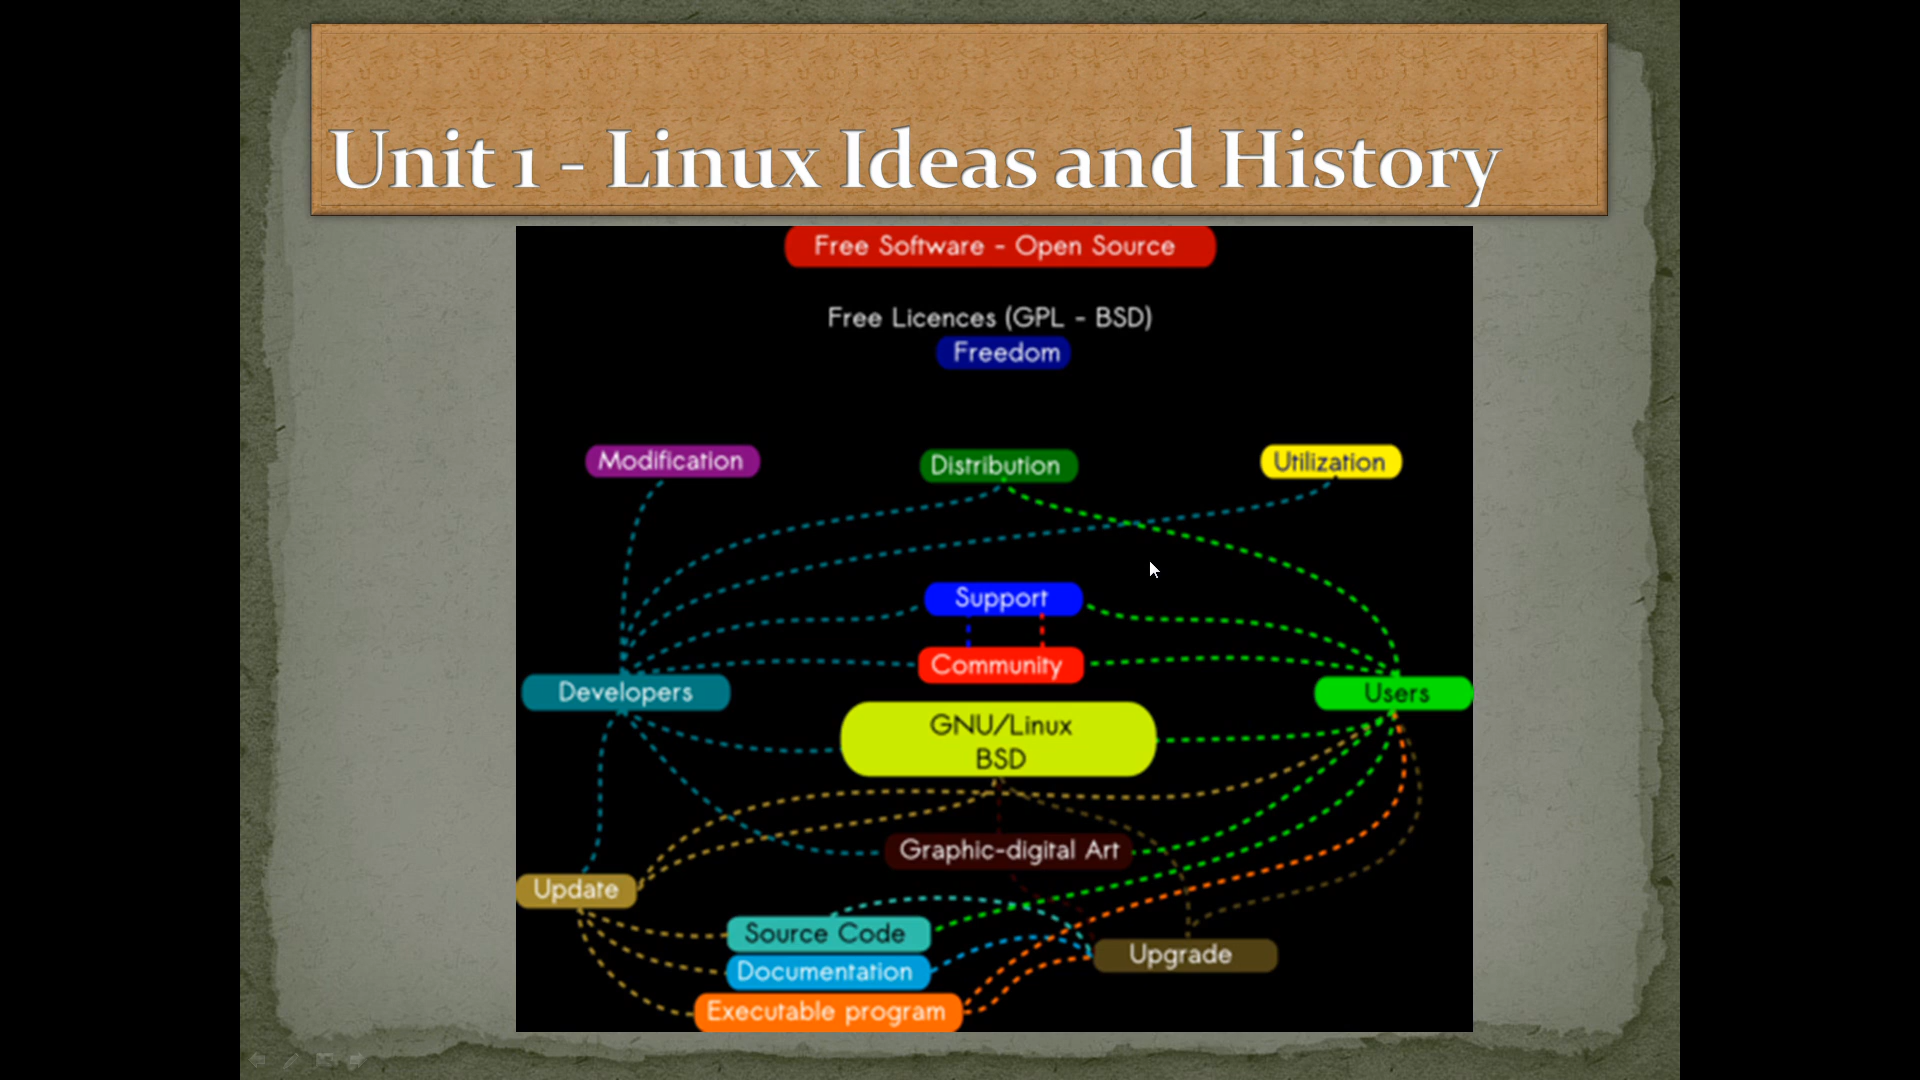 Unit 1 - Linux Ideas and History
Free Software - Open Source
Free Licences (GPL - BSD)
Freedom
Modification
Distribution
Utilization
Support
Community
Developers
Users
GNU/Linux
BSD
Graphic-digital Art
Update
Source Code
Documentation
Upgrade
Executable program